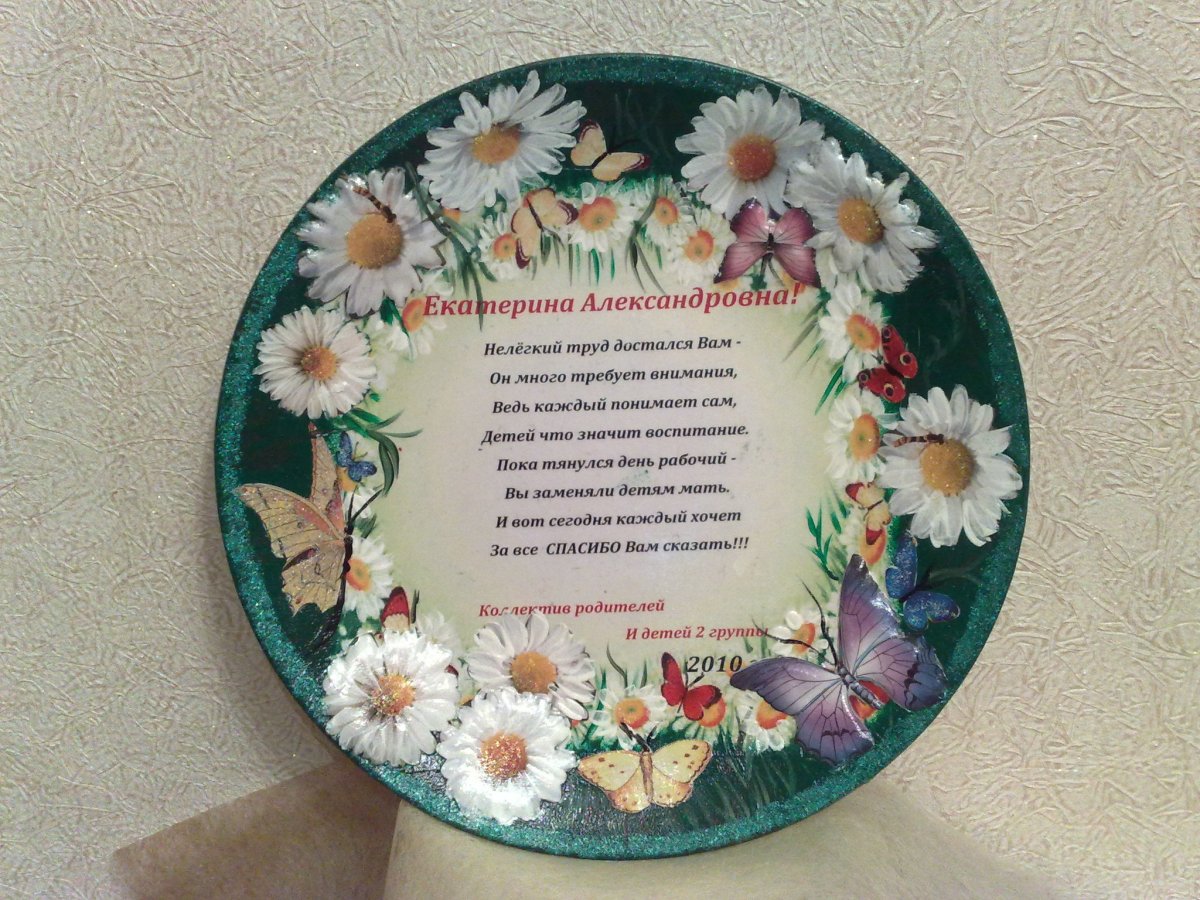 Екатерина Александровна!
Нелёгкий труд достался Вам -
Он много требует внимания,
Ведь каждый понимает сам,
Детей что значит воспитание.
Пока тянулся день рабочий -
Вы заменяли детям мать.
И вот сегодня каждый хочет
За все СПАСИБО Вам сказать!!!
Коллектив родителей
И детей 2 группы
2010